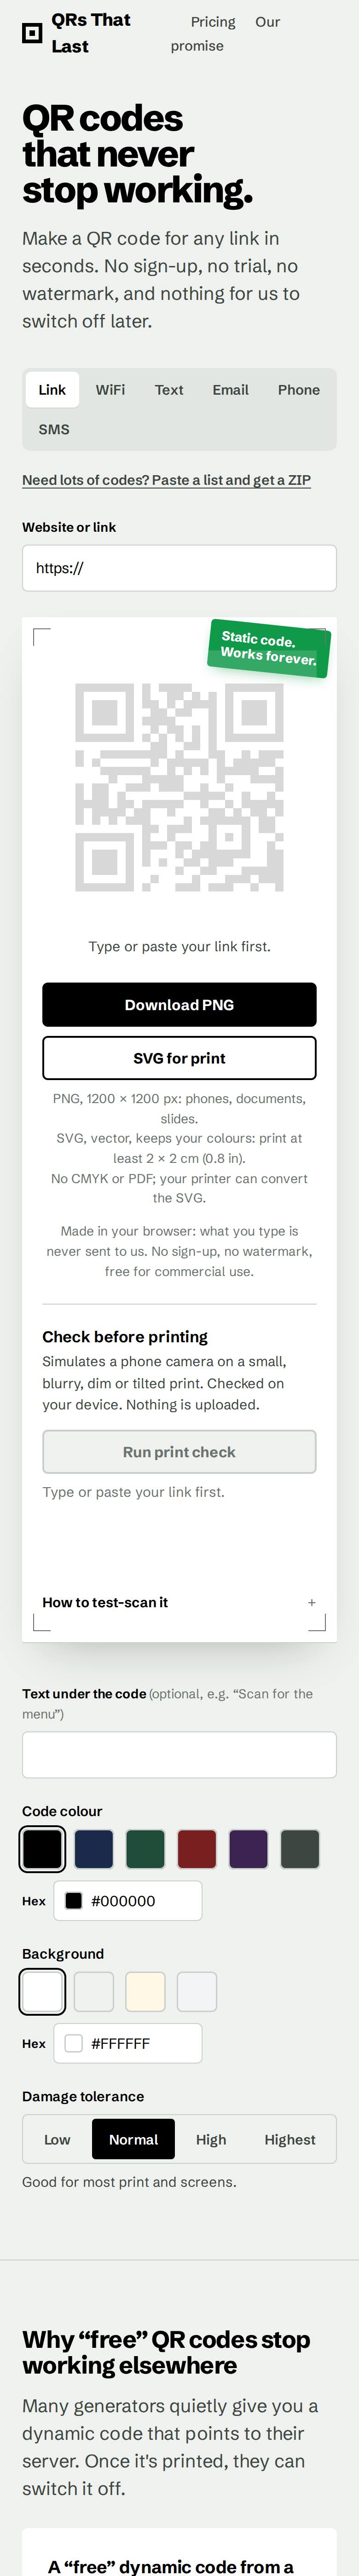 QRs That
Last
Pricing Our
promise
QR codes
that never
stop working.
Make a QR code for any link in
seconds. No sign-up, no trial, no
watermark, and nothing for us to
switch off later.
Link WiFi Text Email Phone
SMS
Need lots of codes? Paste a list and get a ZIP
Website or link
https://
Static code.
Works forever.
Type or paste your link first.
Download PNG
SVG for print
PNG, 1200 × 1200 px: phones, documents,
slides.
SVG, vector, keeps your colours: print at
least 2 × 2 cm (0.8 in).
No CMYK or PDF; your printer can convert
the SVG.
Made in your browser: what you type is
never sent to us. No sign-up, no watermark,
free for commercial use.
Check before printing
Simulates a phone camera on a small,
blurry, dim or tilted print. Checked on
your device. Nothing is uploaded.
Run print check
Type or paste your link first.
How to test-scan it +
Text under the code (optional, e.g. “Scan for the
menu”)
Code colour
Hex #000000
Background
Hex #FFFFFF
Damage tolerance
Low Normal High Highest
Good for most print and screens.
Why “free” QR codes stop
working elsewhere
Many generators quietly give you a
dynamic code that points to their
server. Once it's printed, they can
switch it off.
A “free” dynamic code from a